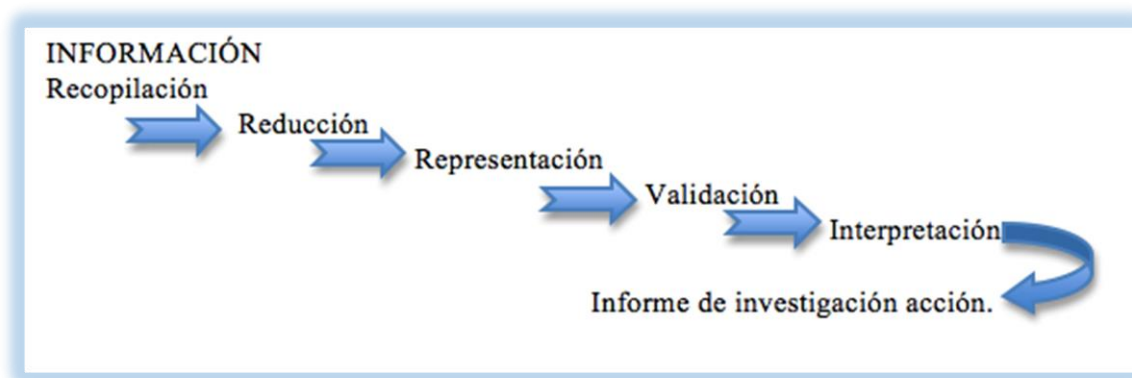 INFORMACIÓN
Recopilación
Reducción
Representación
Validación
Interpretación
Informe de investigación acción.